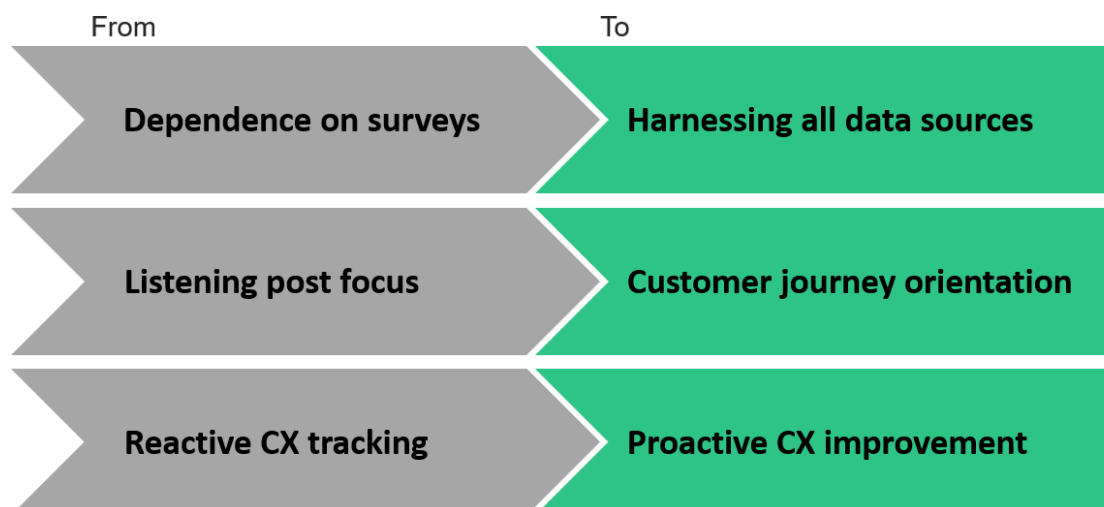 From
To
Dependence on surveys
Harnessing all data sources
Listening post focus
Customer journey orientation
Reactive CX tracking
Proactive CX improvement